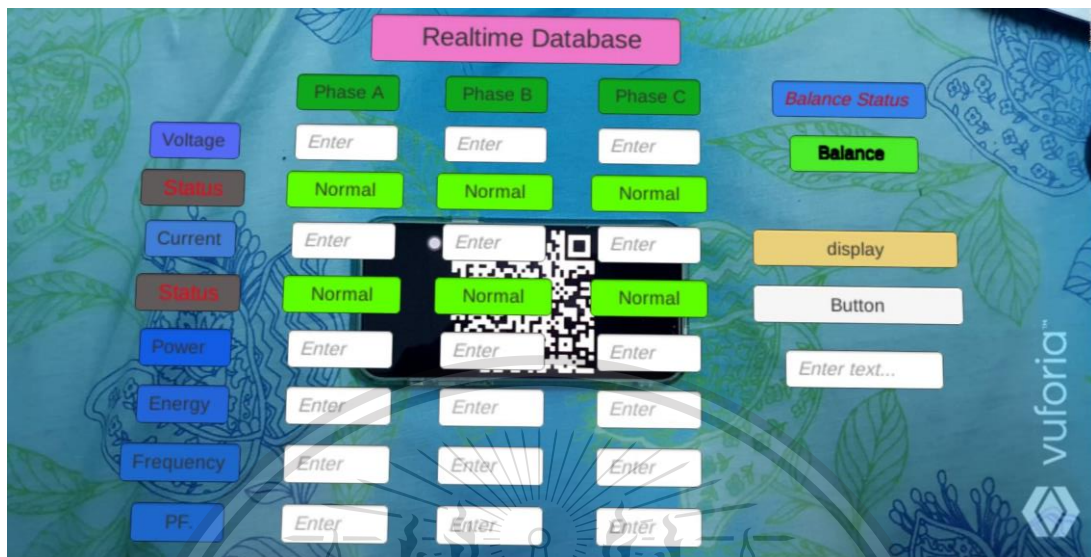 Realtime Database
Phase A Phase B Phase C Balance Status
Voltage Enter Enter Enter Balance
Status Normal Normal Normal
Current Enter Enter Enter display
Status Normal Normal Normal Button
Power Enter Enter Enter Enter text...
Energy Enter Enter Enter
Frequency Enter Enter Enter
PF. Enter Enter Enter
vuforia™